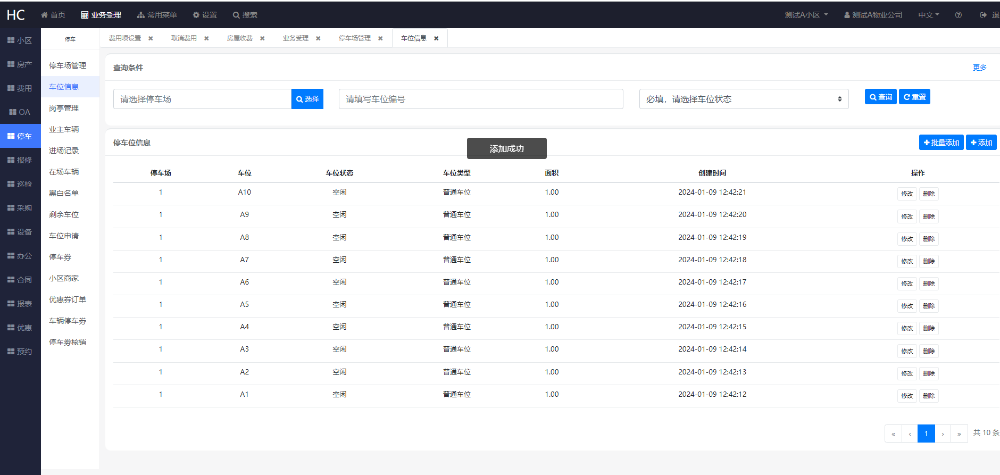 HC 首页 业务受理 常用菜单 设置 搜索 测试A小区 测试A物业公司 中文 退
小区
房产
费用
OA
停车
报修
巡检
采购
设备
办公
合同
报表
优惠
预约
停车
停车场管理
车位信息
岗亭管理
业主车辆
进场记录
在场车辆
黑白名单
剩余车位
车位申请
停车券
小区商家
优惠券订单
车辆停车券
停车券核销
费用项设置 × 取消费用 × 房屋收费 × 业务受理 × 停车场管理 × 车位信息 ×
查询条件 更多
请选择停车场 选择 请填写车位编号 必填，请选择车位状态 查询 重置
停车位信息 添加成功 批量添加 添加
停车场 车位 车位状态 车位类型 面积 创建时间 操作
1 A10 空闲 普通车位 1.00 2024-01-09 12:42:21 修改 删除
1 A9 空闲 普通车位 1.00 2024-01-09 12:42:20 修改 删除
1 A8 空闲 普通车位 1.00 2024-01-09 12:42:19 修改 删除
1 A7 空闲 普通车位 1.00 2024-01-09 12:42:18 修改 删除
1 A6 空闲 普通车位 1.00 2024-01-09 12:42:17 修改 删除
1 A5 空闲 普通车位 1.00 2024-01-09 12:42:16 修改 删除
1 A4 空闲 普通车位 1.00 2024-01-09 12:42:15 修改 删除
1 A3 空闲 普通车位 1.00 2024-01-09 12:42:14 修改 删除
1 A2 空闲 普通车位 1.00 2024-01-09 12:42:13 修改 删除
1 A1 空闲 普通车位 1.00 2024-01-09 12:42:12 修改 删除
« ‹ 1 › » 共 10 条